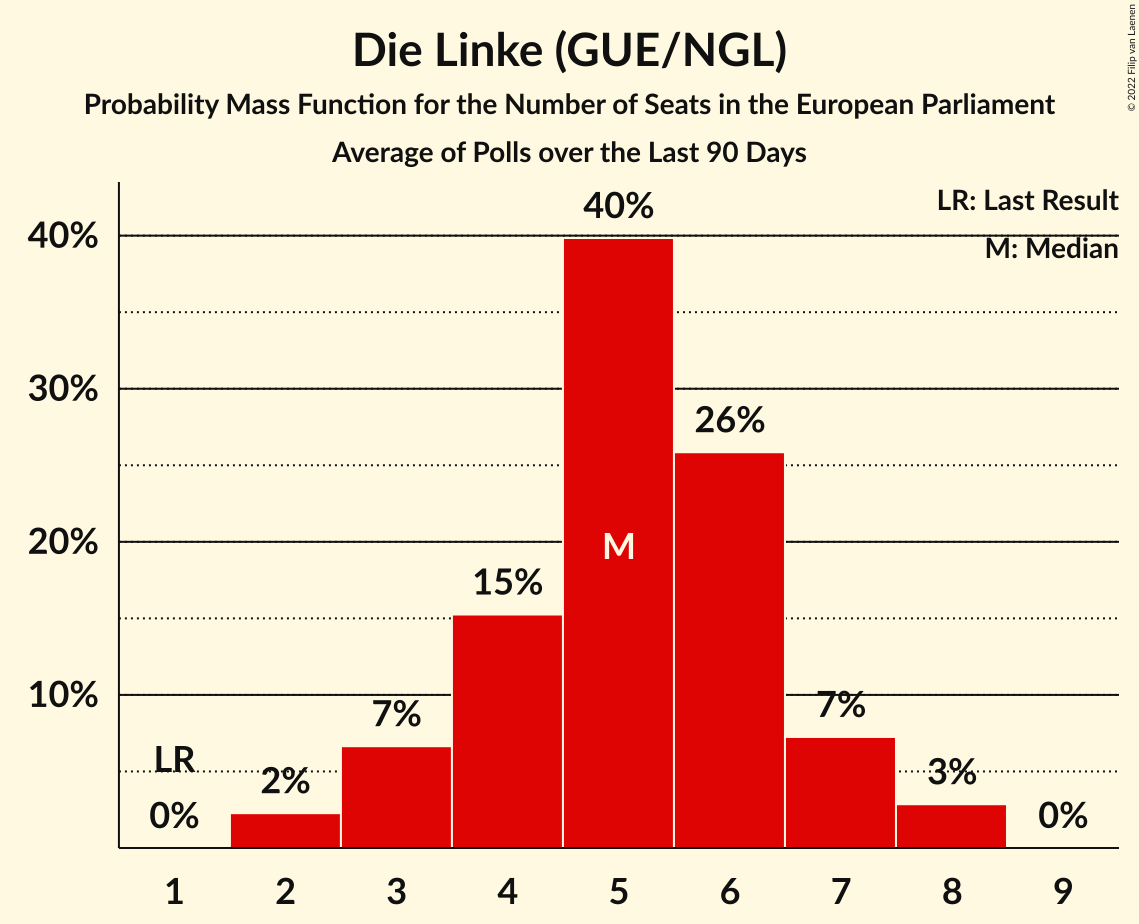 Die Linke (GUE/NGL)
Probability Mass Function for the Number of Seats in the European Parliament
Average of Polls over the Last 90 Days
© 2022 Filip van Laenen
LR: Last Result
M: Median
40%
30%
20%
10%
LR
0%
2%
7%
15%
40%
M
26%
7%
3%
0%
1 2 3 4 5 6 7 8 9